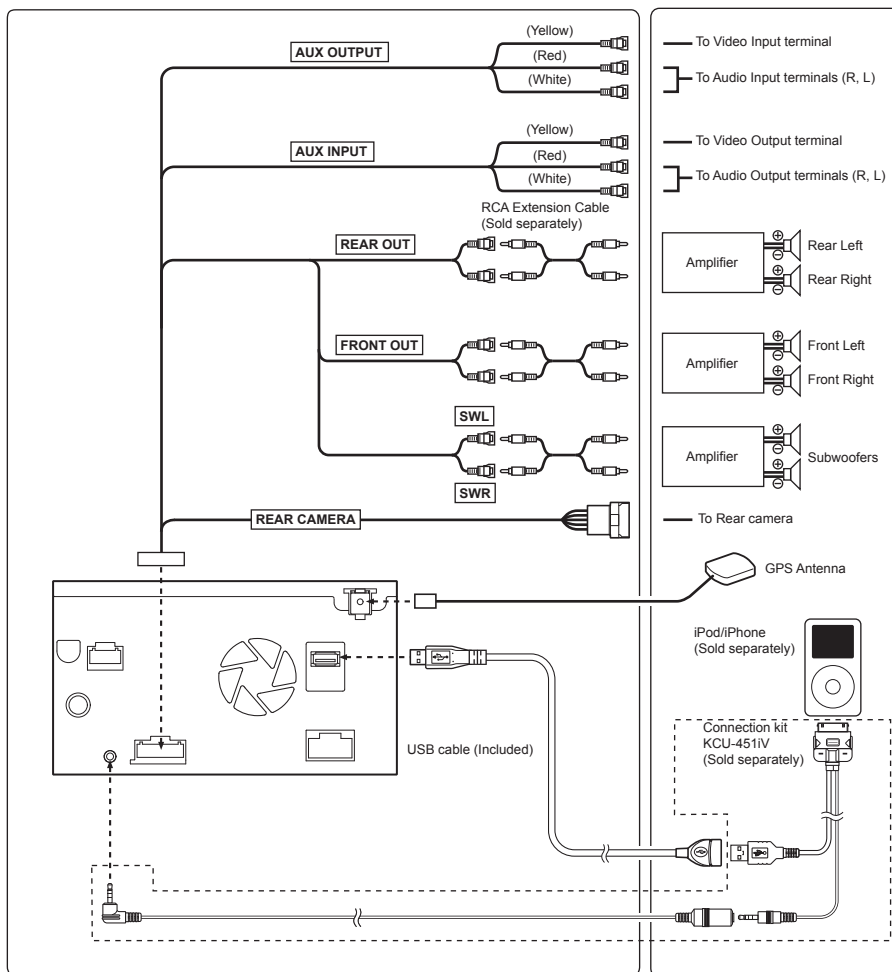 (Yellow)
AUX OUTPUT
(Red)
(White)
To Video Input terminal
To Audio Input terminals (R, L)
(Yellow)
AUX INPUT
(Red)
(White)
To Video Output terminal
To Audio Output terminals (R, L)
RCA Extension Cable
(Sold separately)
REAR OUT
Amplifier
⊕
Rear Left
⊖
⊕
Rear Right
⊖
FRONT OUT
Amplifier
⊕
Front Left
⊖
⊕
Front Right
⊖
SWL
SWR
Amplifier
⊕
⊖
Subwoofers
⊕
⊖
REAR CAMERA
To Rear camera
GPS Antenna
iPod/iPhone
(Sold separately)
USB cable (Included)
Connection kit
KCU-451iV
(Sold separately)